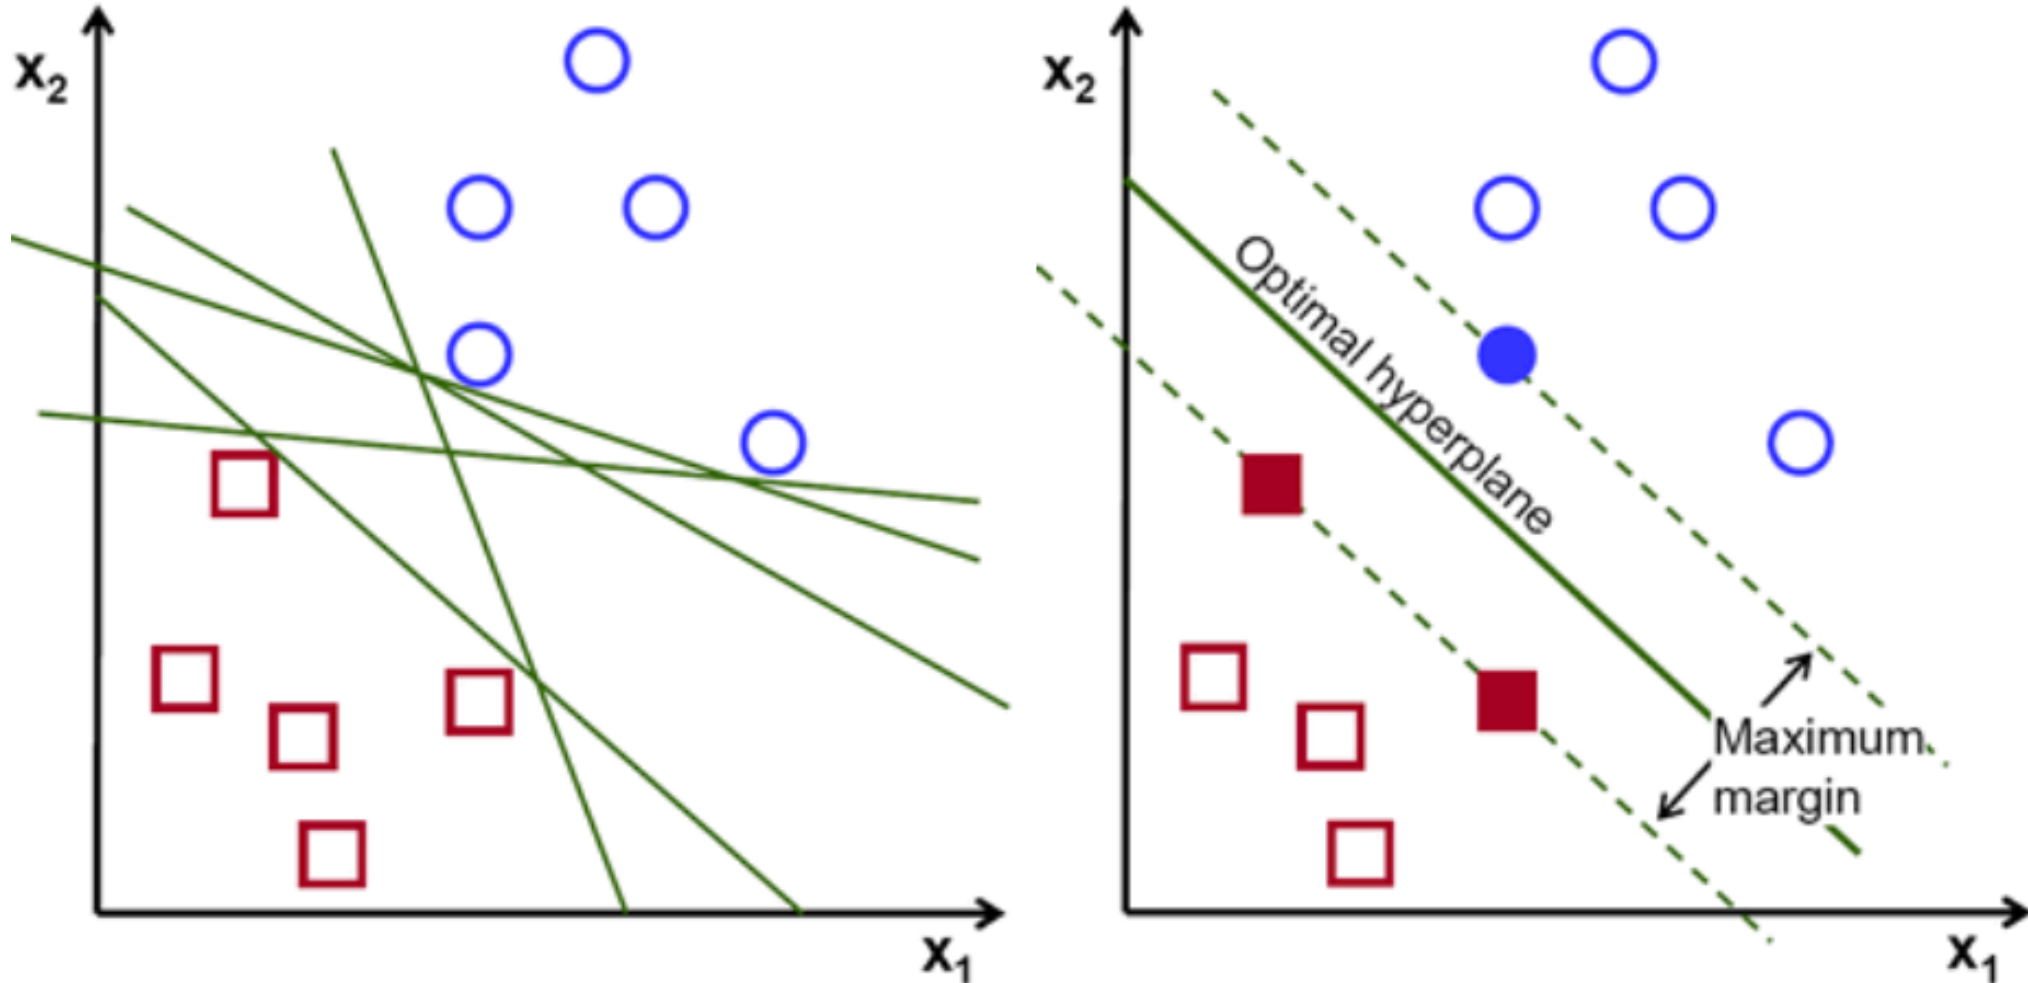 x₂
x₁
x₂
Optimal hyperplane
Maximum
margin
x₁